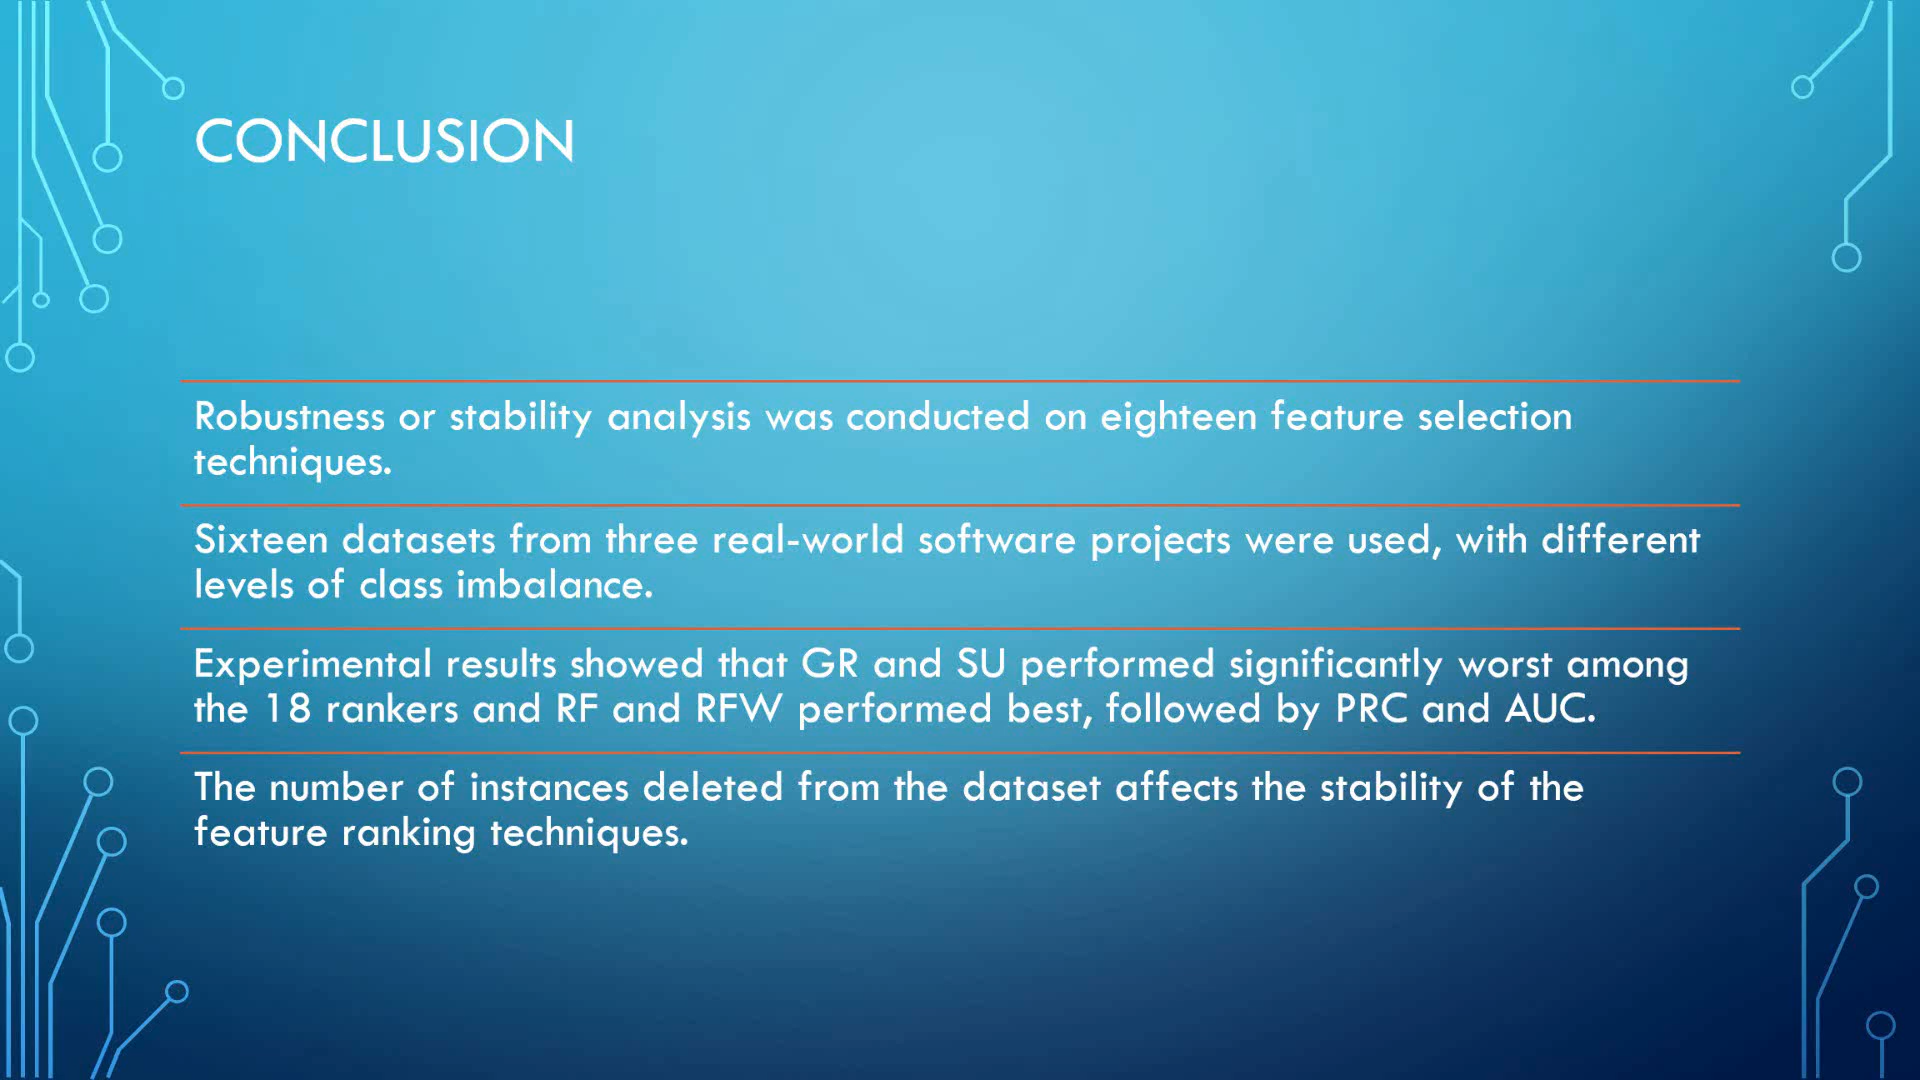 CONCLUSION
Robustness or stability analysis was conducted on eighteen feature selection
techniques.
Sixteen datasets from three real-world software projects were used, with different
levels of class imbalance.
Experimental results showed that GR and SU performed significantly worst among
the 18 rankers and RF and RFW performed best, followed by PRC and AUC.
The number of instances deleted from the dataset affects the stability of the
feature ranking techniques.